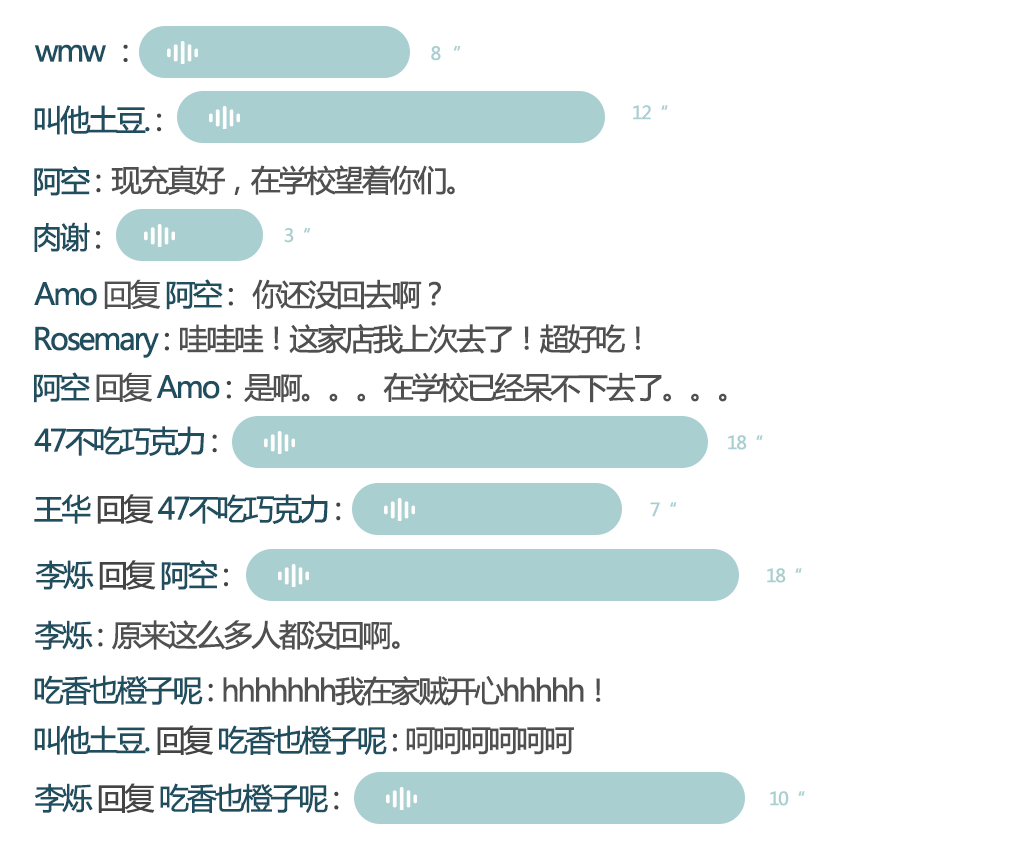 wmw : 8 “
叫他土豆. : 12 “
阿空 : 现充真好，在学校望着你们。
肉谢 : 3 “
Amo 回复 阿空 : 你还没回去啊？
Rosemary : 哇哇哇！这家店我上次去了！超好吃！
阿空 回复 Amo : 是啊。。。在学校已经呆不下去了。。。
47不吃巧克力 : 18 “
王华 回复 47不吃巧克力 : 7 “
李烁 回复 阿空 : 18 “
李烁 : 原来这么多人都没回啊。
吃香也橙子呢 : hhhhhhh我在家贼开心hhhhh！
叫他土豆. 回复 吃香也橙子呢 : 呵呵呵呵呵呵
李烁 回复 吃香也橙子呢 : 10 “